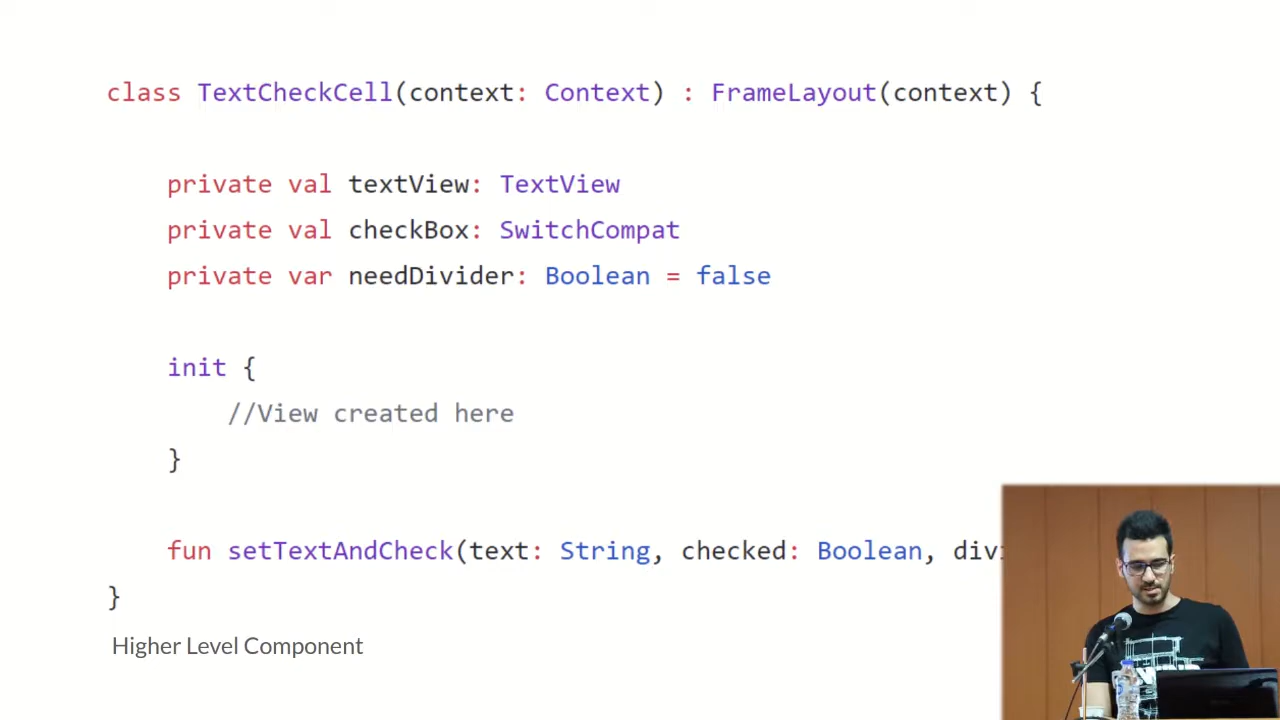 class TextCheckCell(context: Context) : FrameLayout(context) {
private val textView: TextView
private val checkBox: SwitchCompat
private var needDivider: Boolean = false
init {
//View created here
}
fun setTextAndCheck(text: String, checked: Boolean,
}
Higher Level Component